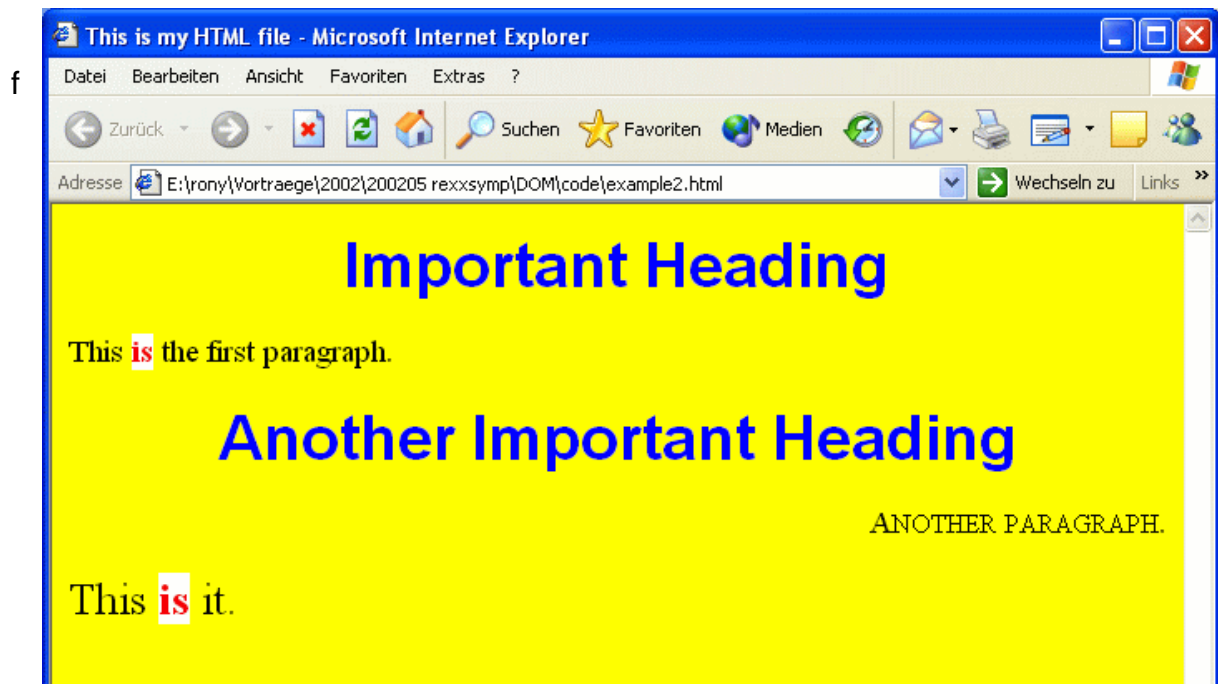 This is my HTML file - Microsoft Internet Explorer
f
Datei Bearbeiten Ansicht Favoriten Extras ?
Zurück Suchen Favoriten Medien
Adresse E:\rony\Vortraege\2002\200205 rexxsymp\DOM\code\example2.html Wechseln zu Links »
Important Heading
This is the first paragraph.
Another Important Heading
ANOTHER PARAGRAPH.
This is it.